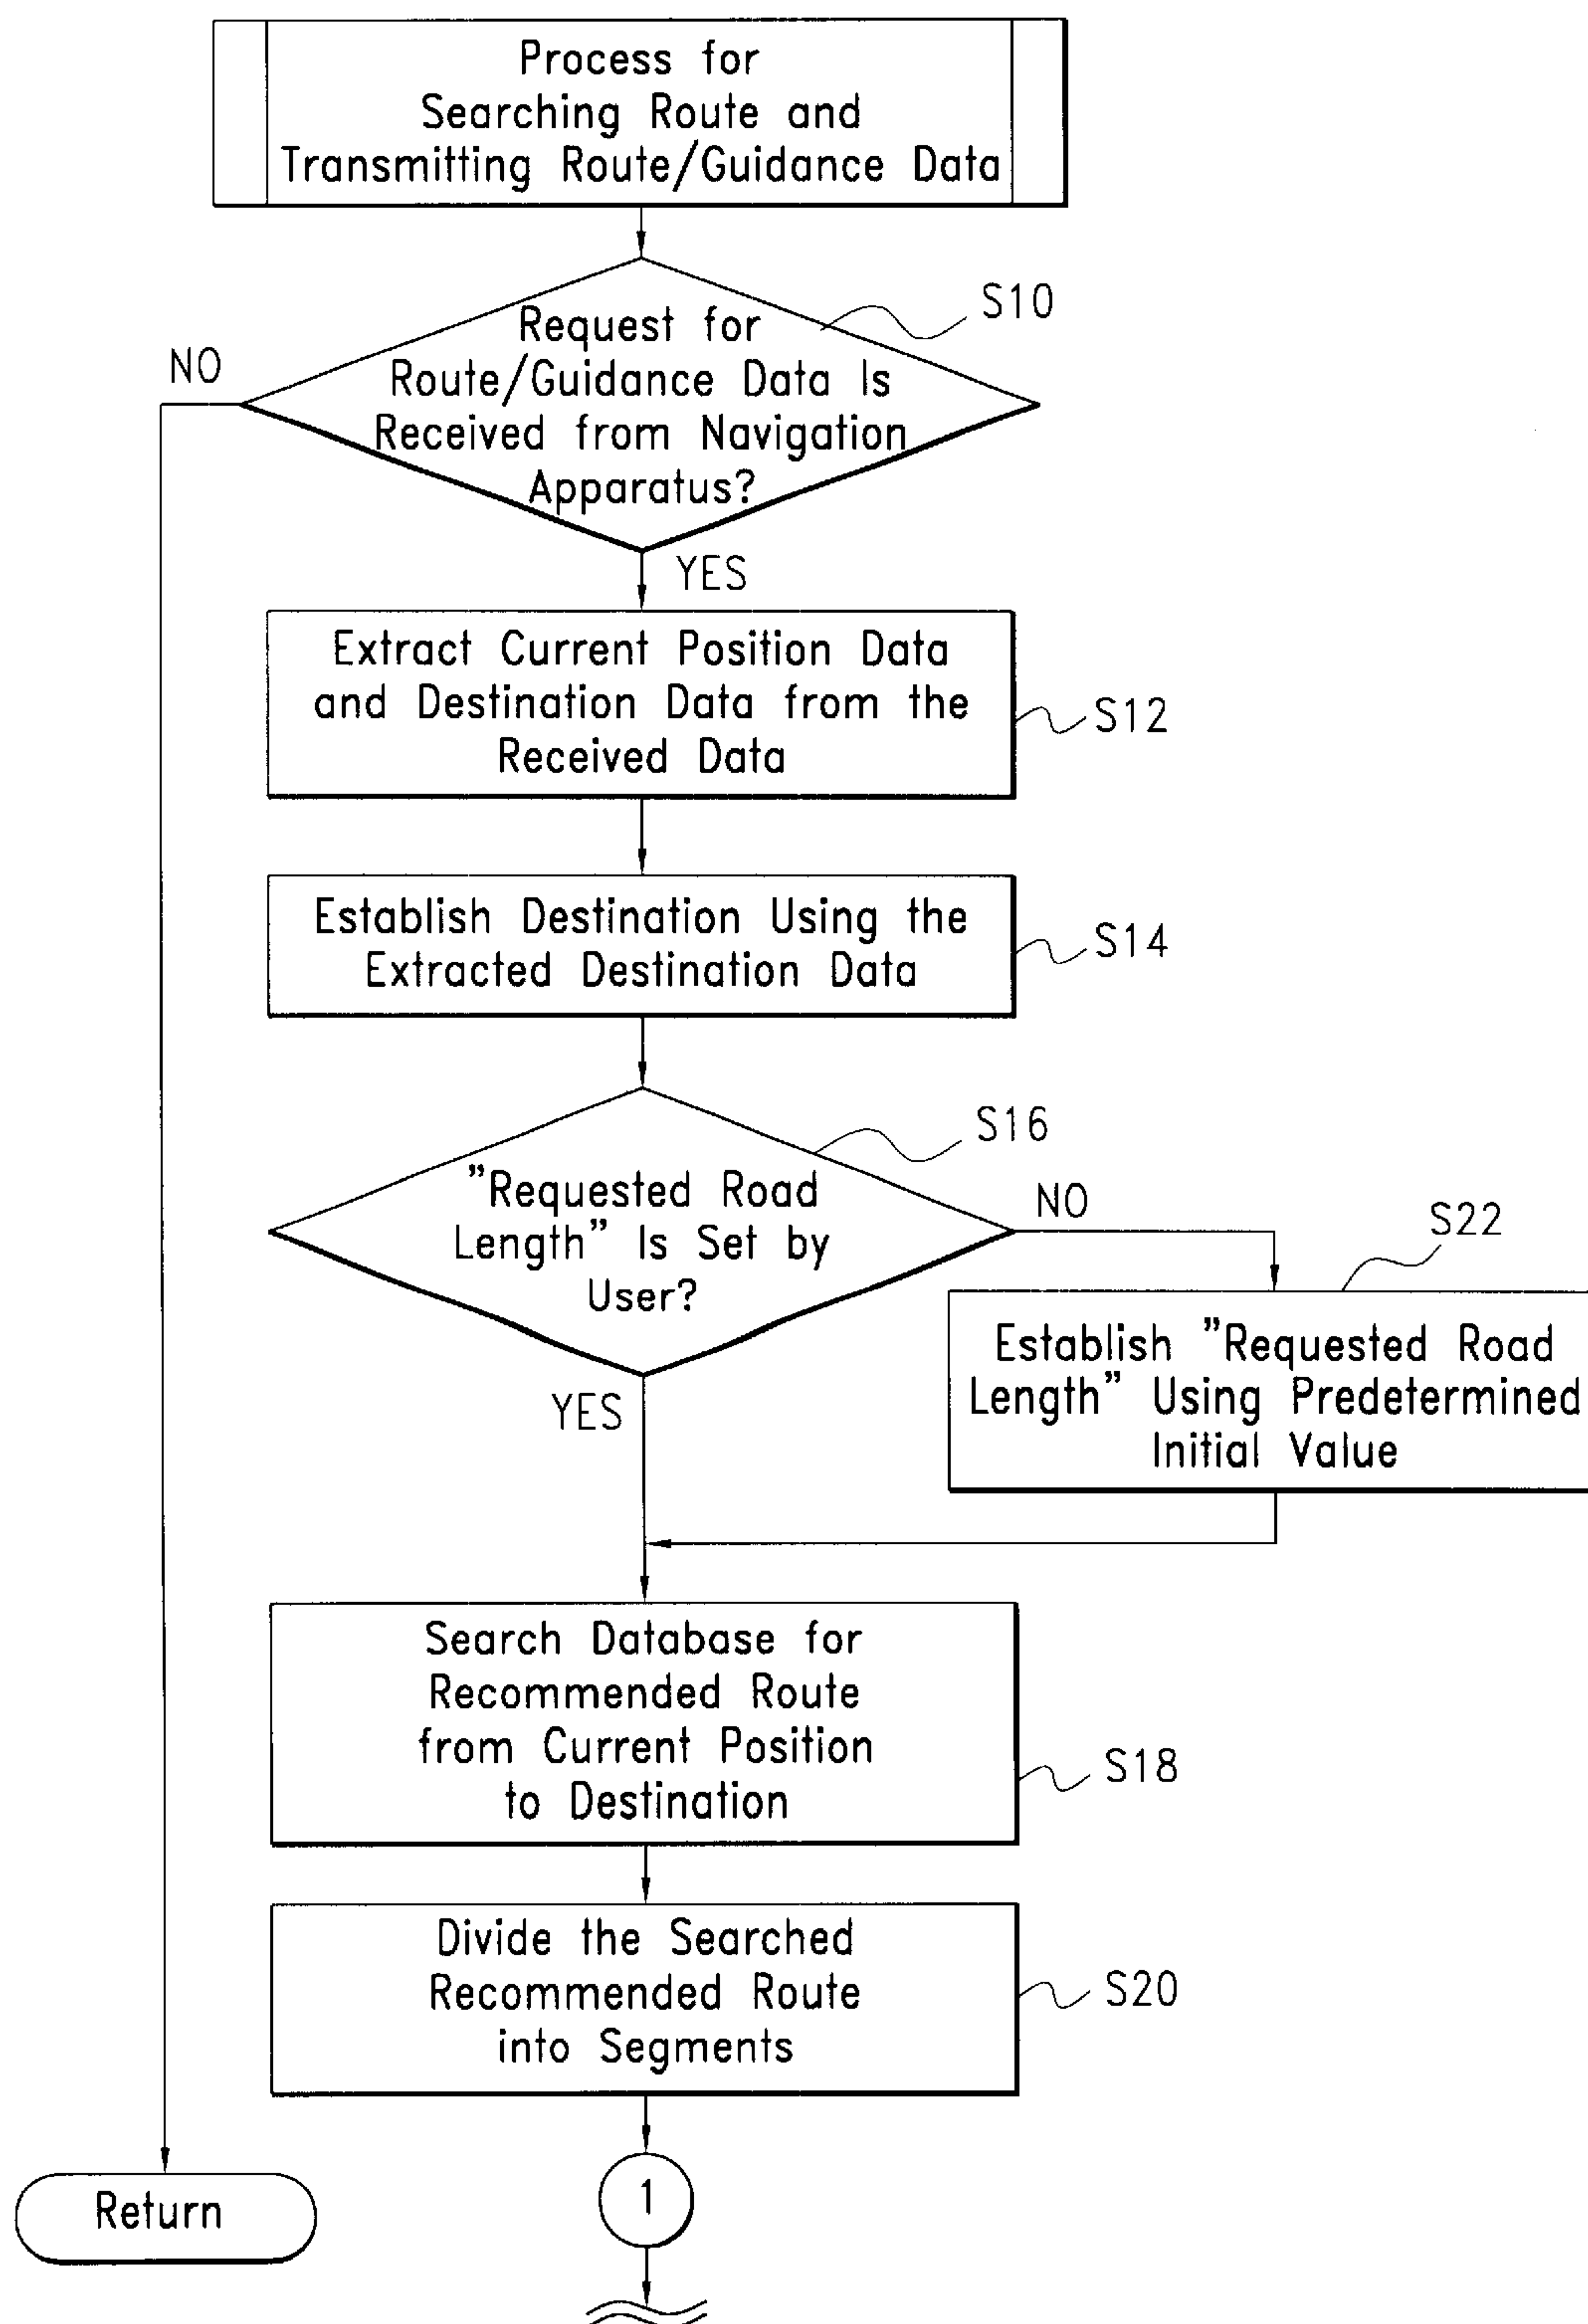 Process for
Searching Route and
Transmitting Route/Guidance Data
S10
NO
Request for
Route/Guidance Data Is
Received from Navigation
Apparatus?
YES
Extract Current Position Data
and Destination Data from the
Received Data
S12
Establish Destination Using the
Extracted Destination Data
S14
S16
"Requested Road
Length" Is Set by
User?
NO
S22
YES
Establish "Requested Road
Length" Using Predetermined
Initial Value
Search Database for
Recommended Route
from Current Position
to Destination
S18
Divide the Searched
Recommended Route
into Segments
S20
Return
1